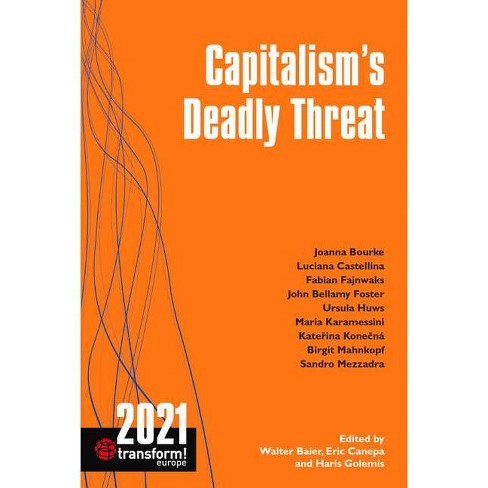 Capitalism's
Deadly Threat
Joanna Bourke
Luciana Castellina
Fabian Fajnwaks
John Bellamy Foster
Ursula Huws
Maria Karamessini
Kateřina Konečná
Birgit Mahnkopf
Sandro Mezzadra
2021
transform!
europe
Edited by
Walter Baier, Eric Canepa
and Haris Golemis